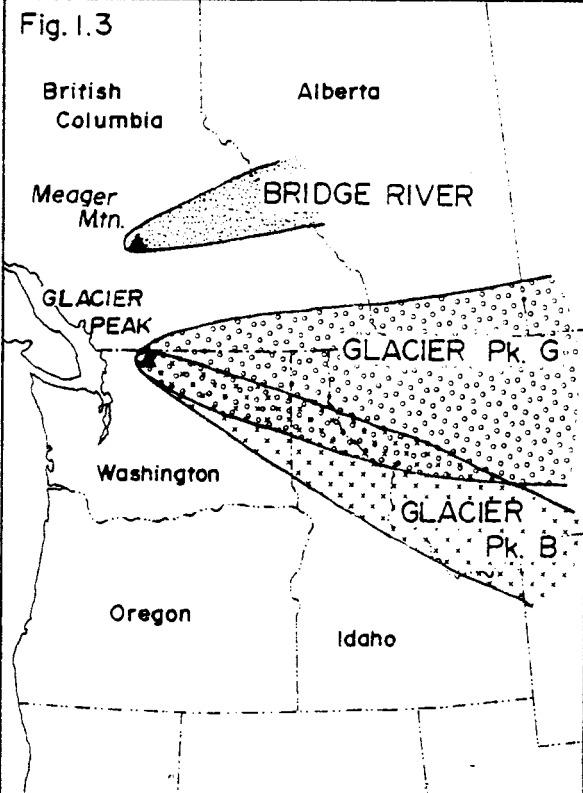 Fig. 1.3
British
Columbia
Alberta
Meager
Mtn.
BRIDGE RIVER
GLACIER
PEAK
GLACIER Pk. G
Washington
GLACIER
Pk. B
Oregon
Idaho